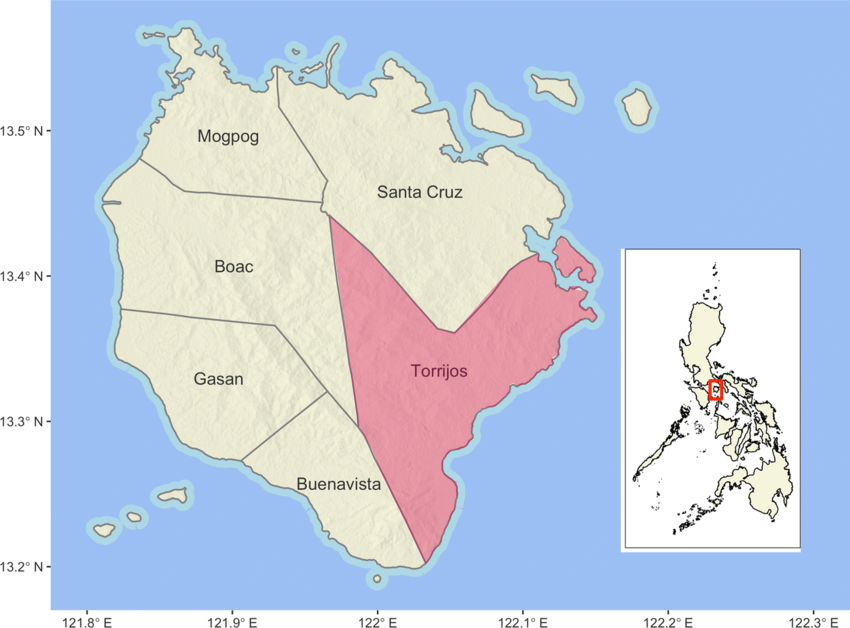 13.5° N
13.4° N
13.3° N
13.2° N
Mogpog
Santa Cruz
Boac
Gasan
Torrijos
Buenavista
121.8° E
121.9° E
122° E
122.1° E
122.2° E
122.3° E